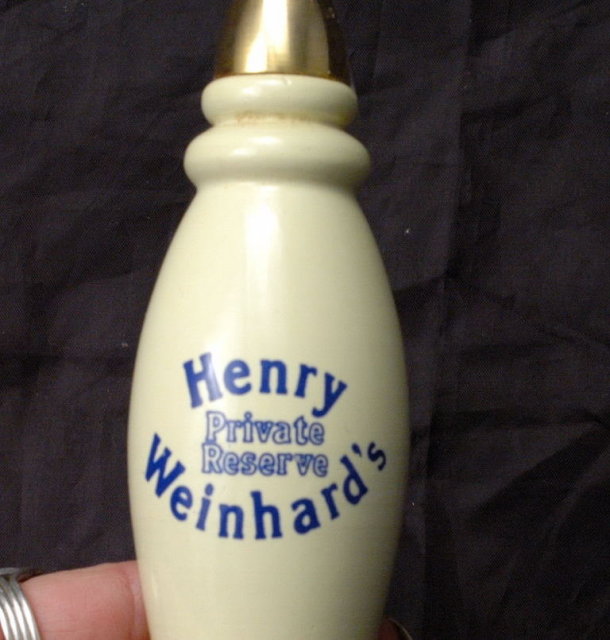 Henry
Private
Reserve
Weinhard's